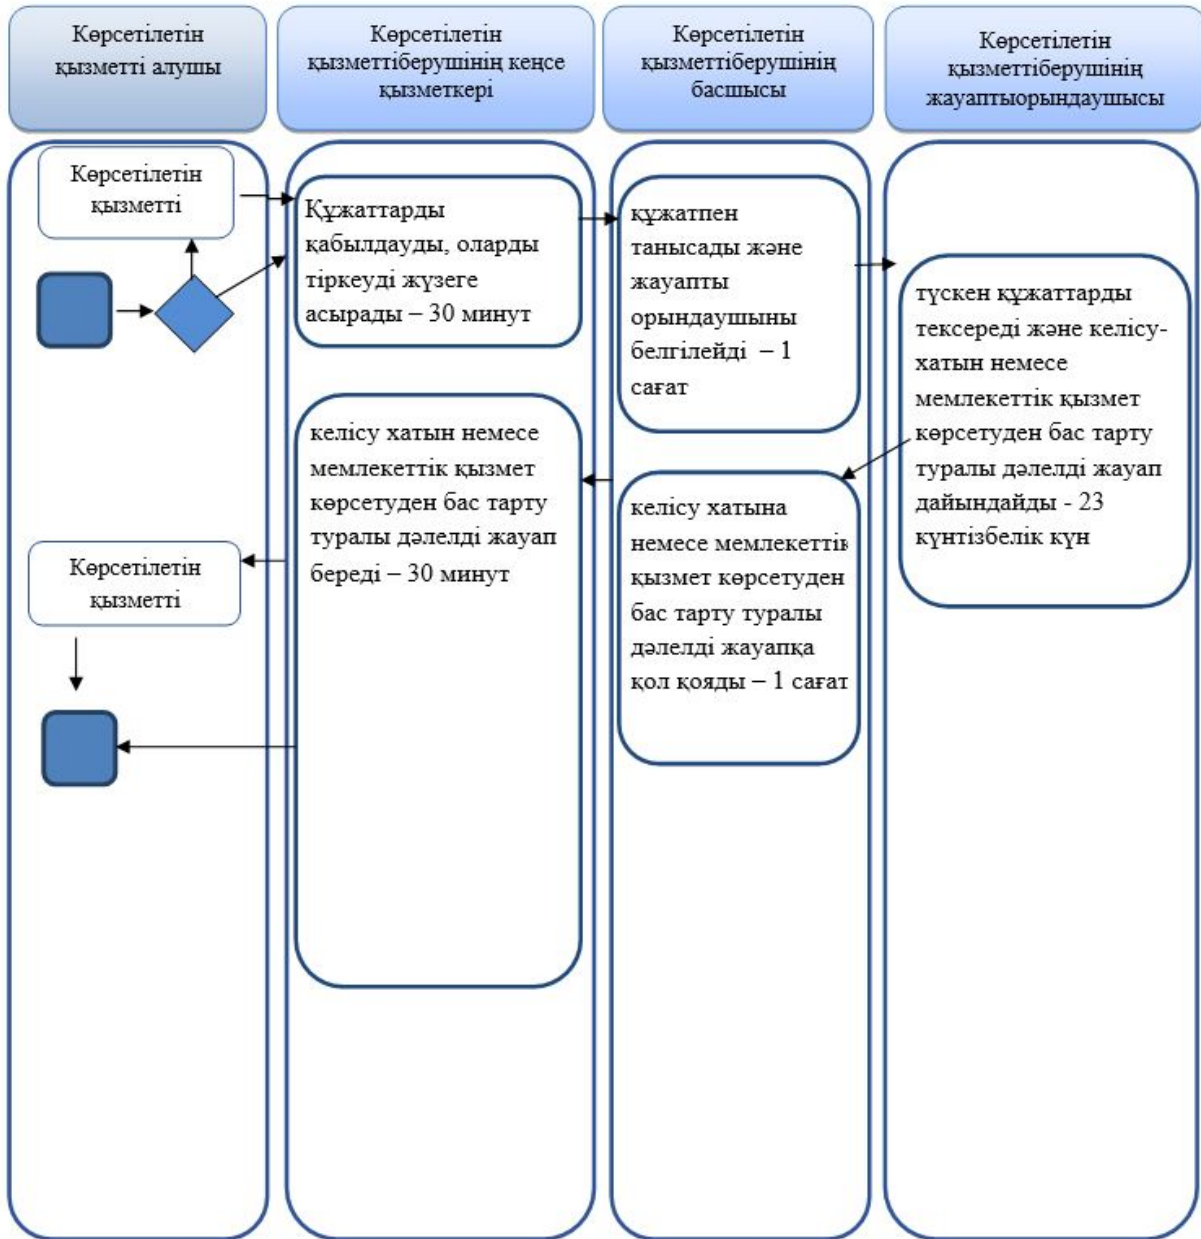 Көрсетілетін
қызметті алушы
Көрсетілетін
қызметтіберушінің кеңсе
қызметкері
Көрсетілетін
қызметтіберушінің
басшысы
Көрсетілетін
қызметтіберушінің
жауаптыорындаушысы
Көрсетілетін
қызметті
Құжаттарды
қабылдауды, оларды
тіркеуді жүзеге
асырады – 30 минут
құжатпен
танысады және
жауапты
орындаушыны
белгілейді – 1
сағат
түскен құжаттарды
тексереді және келісу-
хатын немесе
мемлекеттік қызмет
көрсетуден бас тарту
туралы дәлелді жауап
дайындайды - 23
күнтізбелік күн
келісу хатын немесе
мемлекеттік қызмет
көрсетуден бас тарту
туралы дәлелді жауап
береді – 30 минут
келісу хатына
немесе мемлекеттік
қызмет көрсетуден
бас тарту туралы
дәлелді жауапқа
қол қояды – 1 сағат
Көрсетілетін
қызметті